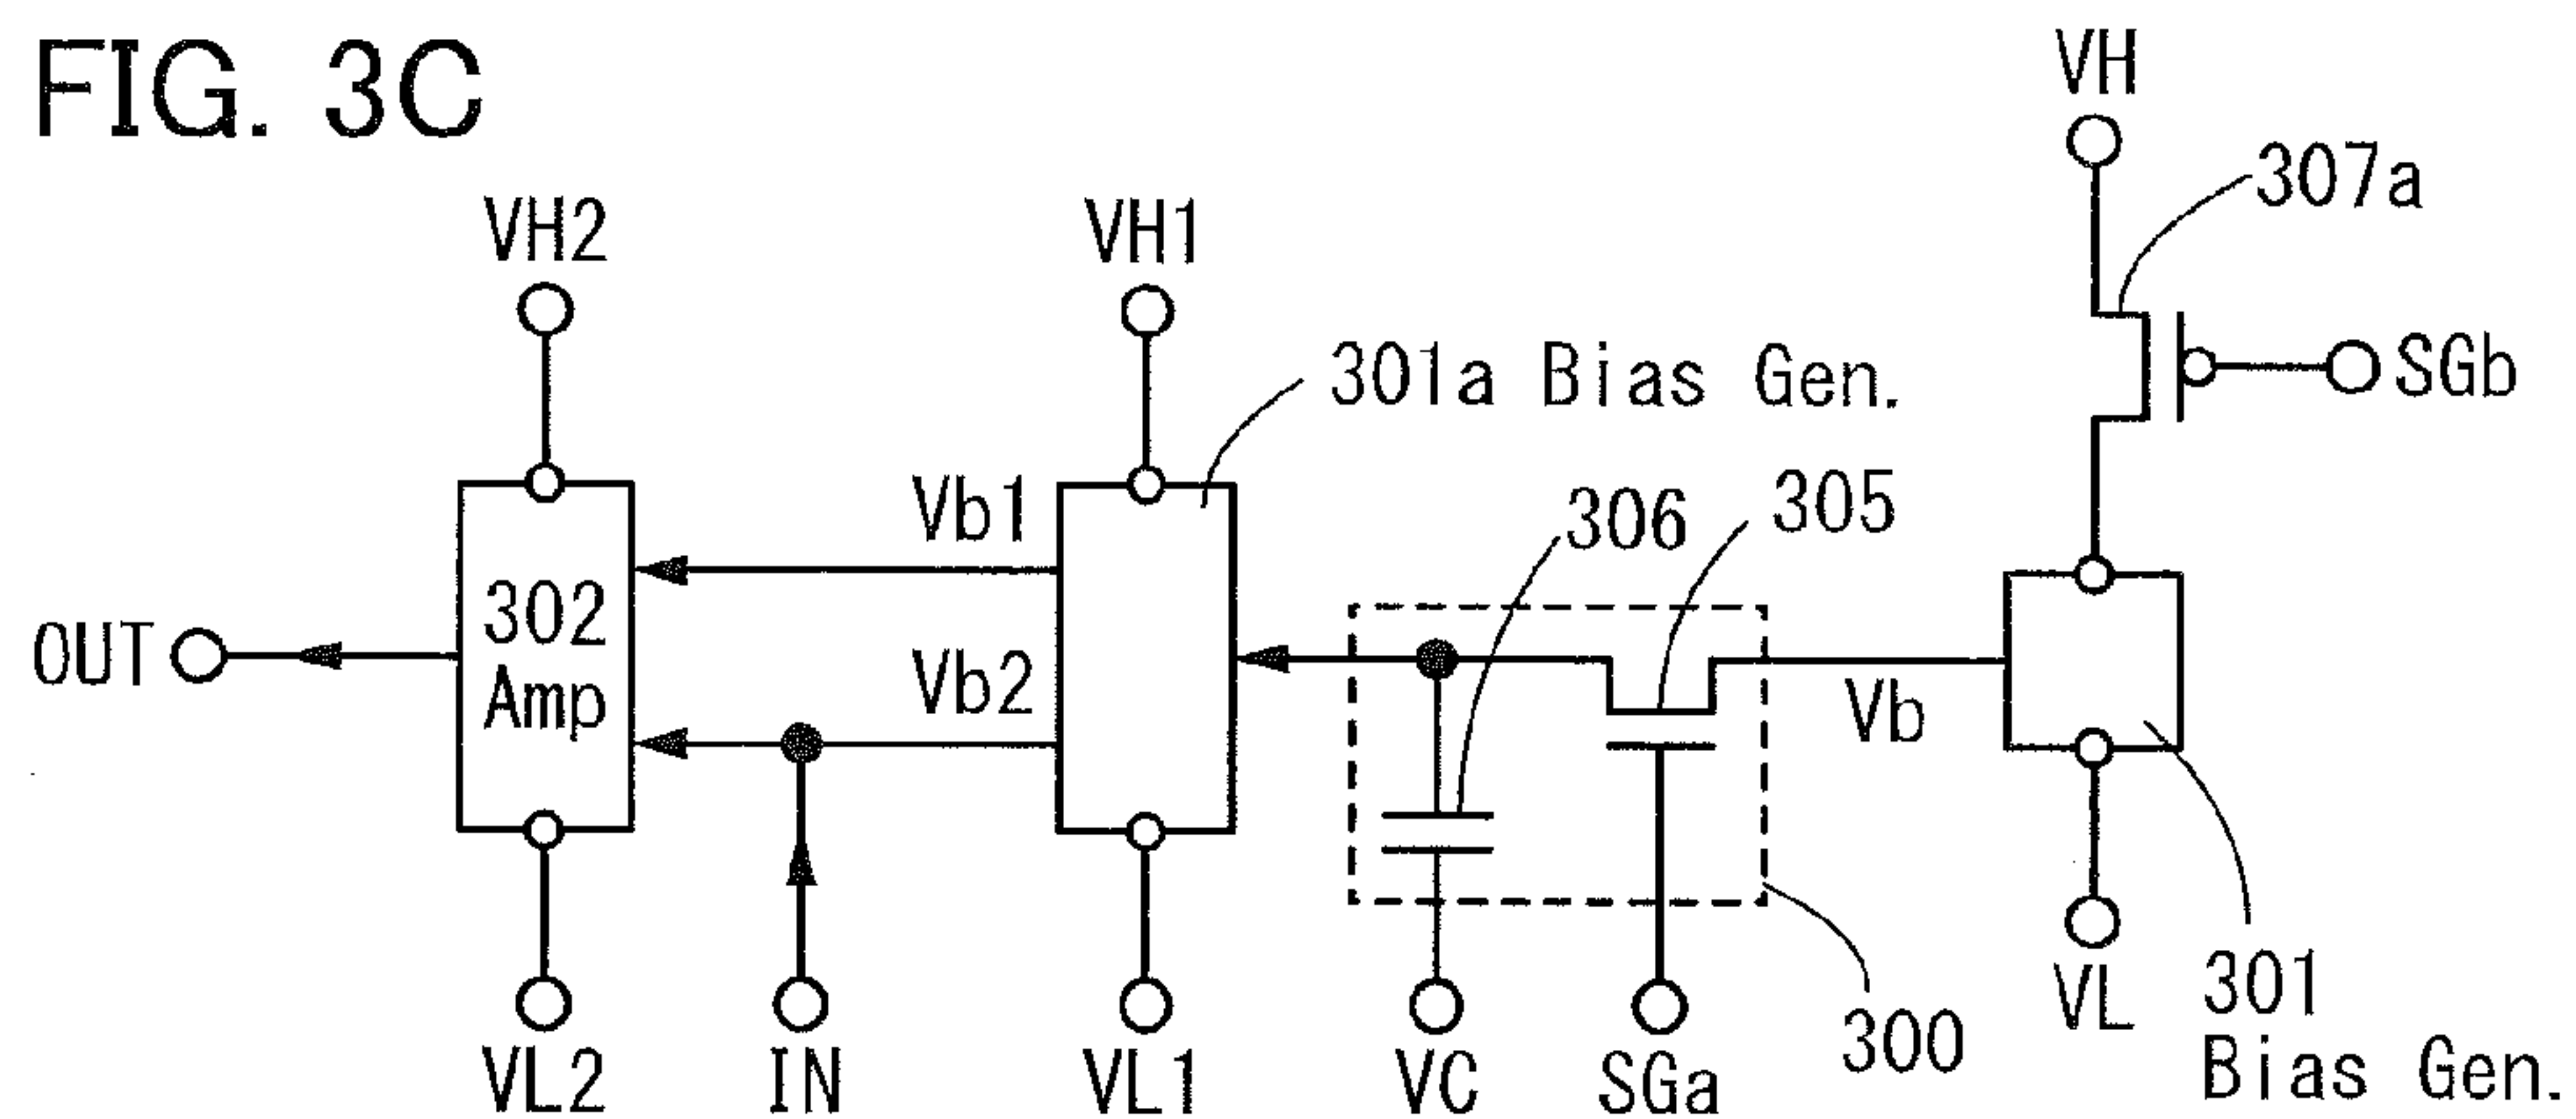 FIG. 3C
VH
307a
SGb
VH2
VH1
301a Bias Gen.
Vb1
306
305
302
Amp
OUT
Vb2
Vb
VL2
IN
VL1
VC
SGa
300
VL
301
Bias Gen.